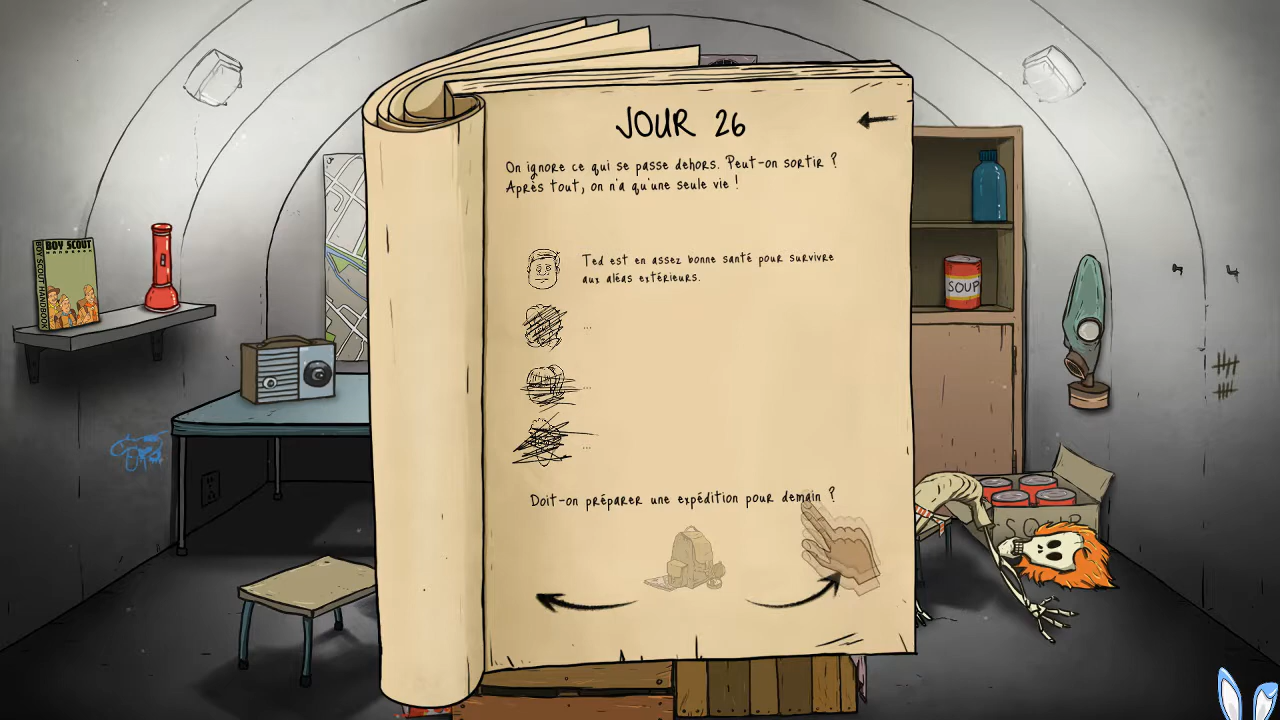 JOUR 26
On ignore ce qui se passe dehors. Peut-on sortir ?
Après tout, on n'a qu'une seule vie !
Ted est en assez bonne santé pour survivre
aux aléas extérieurs.
...
...
...
Doit-on préparer une expédition pour demain ?
BOY SCOUT
BOY SCOUT HANDBOOK
SOUP
SOUP